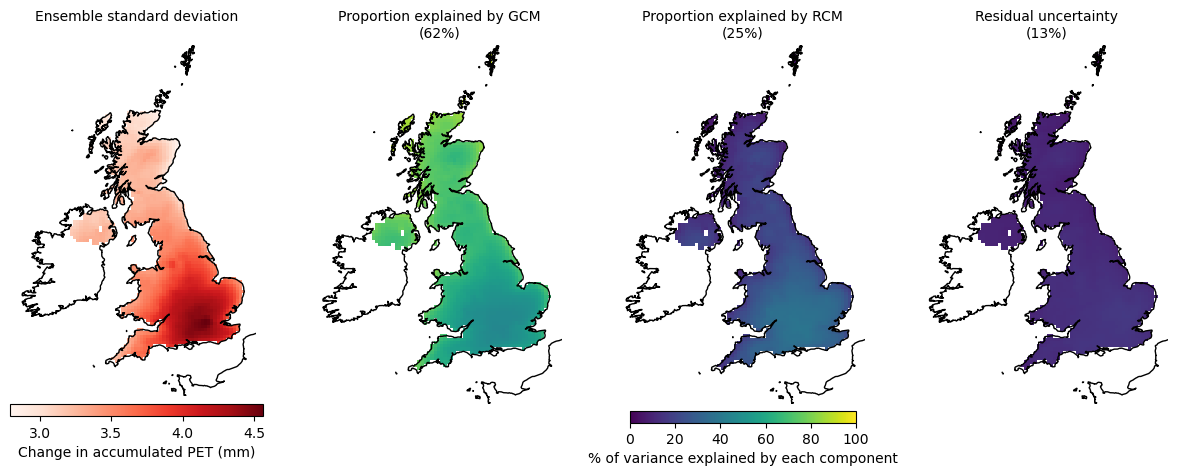 Ensemble standard deviation
Proportion explained by GCM
(62%)
Proportion explained by RCM
(25%)
Residual uncertainty
(13%)
3.0 3.5 4.0 4.5
Change in accumulated PET (mm)
0 20 40 60 80 100
% of variance explained by each component